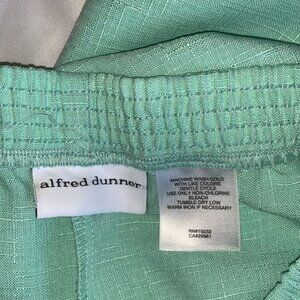 alfred dunner
MACHINE WASH COLD
WITH LIKE COLORS
GENTLE CYCLE
USE ONLY NON-CHLORINE
BLEACH
TUMBLE DRY LOW
WARM IRON IF NECESSARY
RN#19232
CA#29961